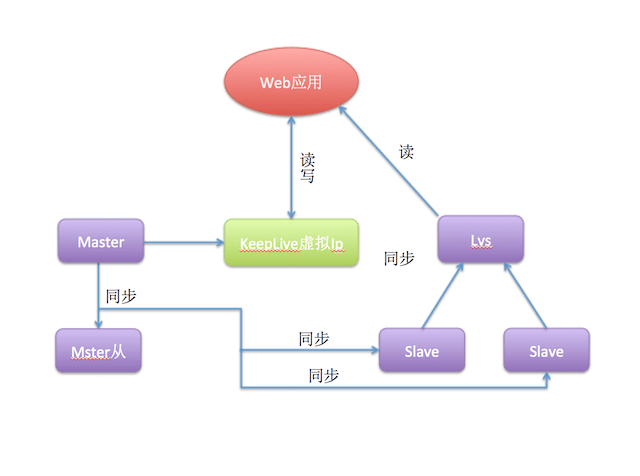 Web应用
读
写
读
Master
KeepLive虚拟Ip
Lvs
同步
同步
Mster从
同步
Slave
Slave
同步